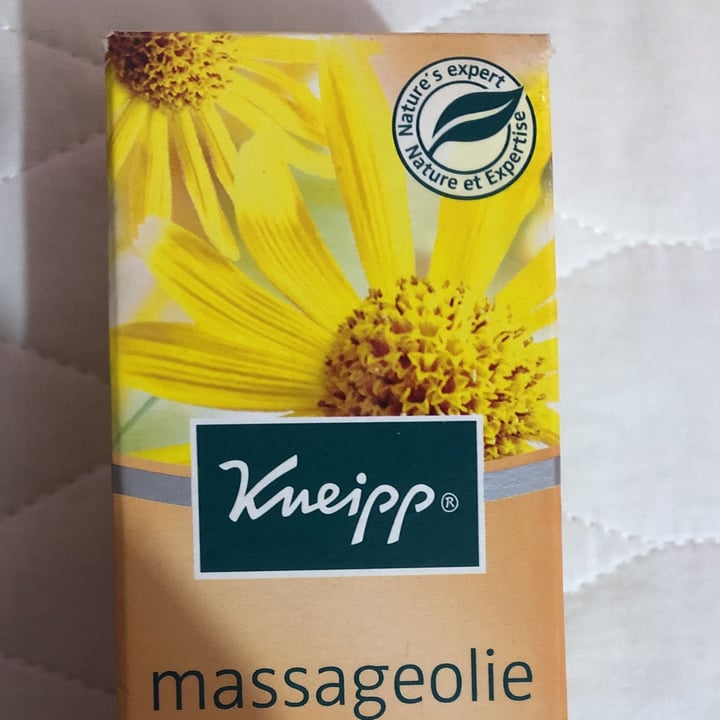 Nature's expert
Nature et Expertise
Kneipp®
massageolie